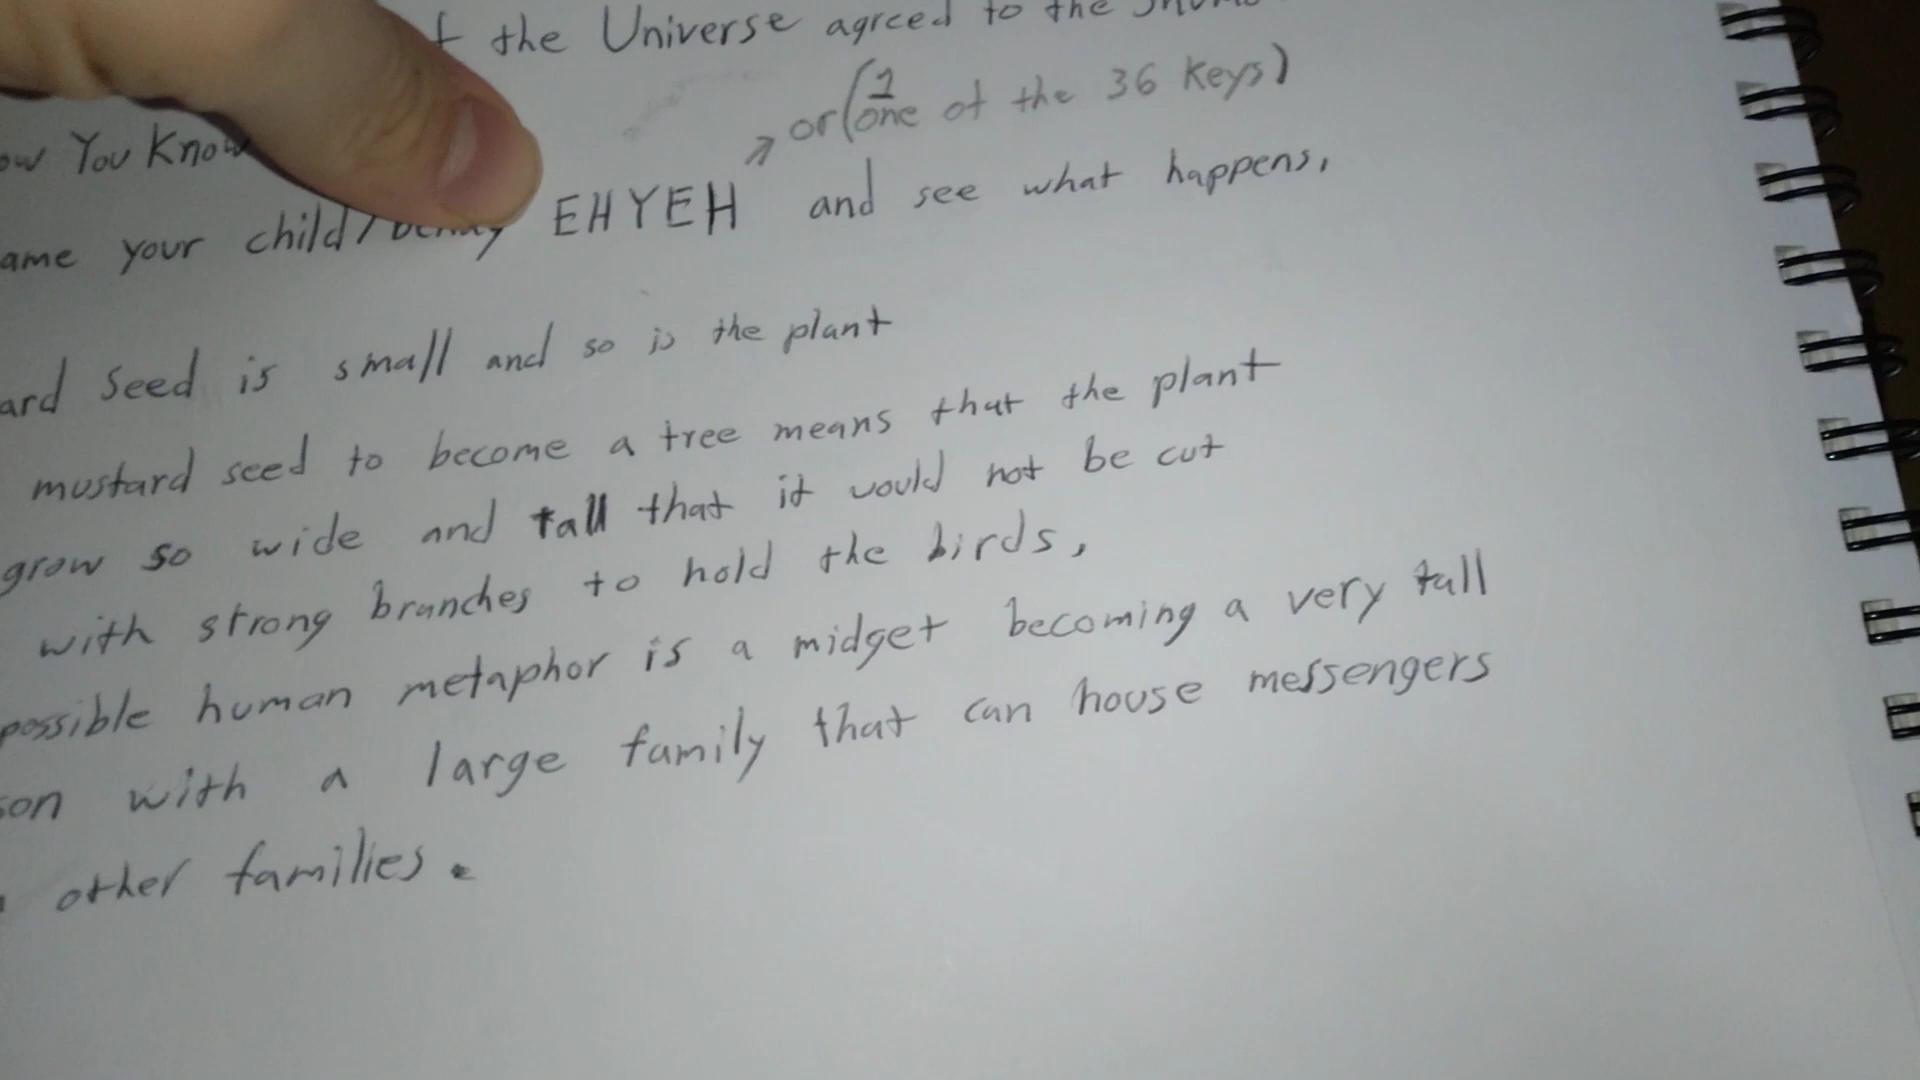 the Universe agreed to the
or (1 one of the 36 Keys)
You Know
your child/ EHYEH and see what happens,
seed is small and so is the plant
mustard seed to become a tree means that the plant
grow so wide and tall that it would not be cut
with strong branches to hold the birds,
possible human metaphor is a midget becoming a very tall
with a large family that can house messengers
other families.